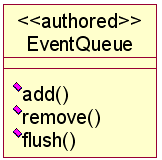 <<authored>>
EventQueue
add()
remove()
flush()